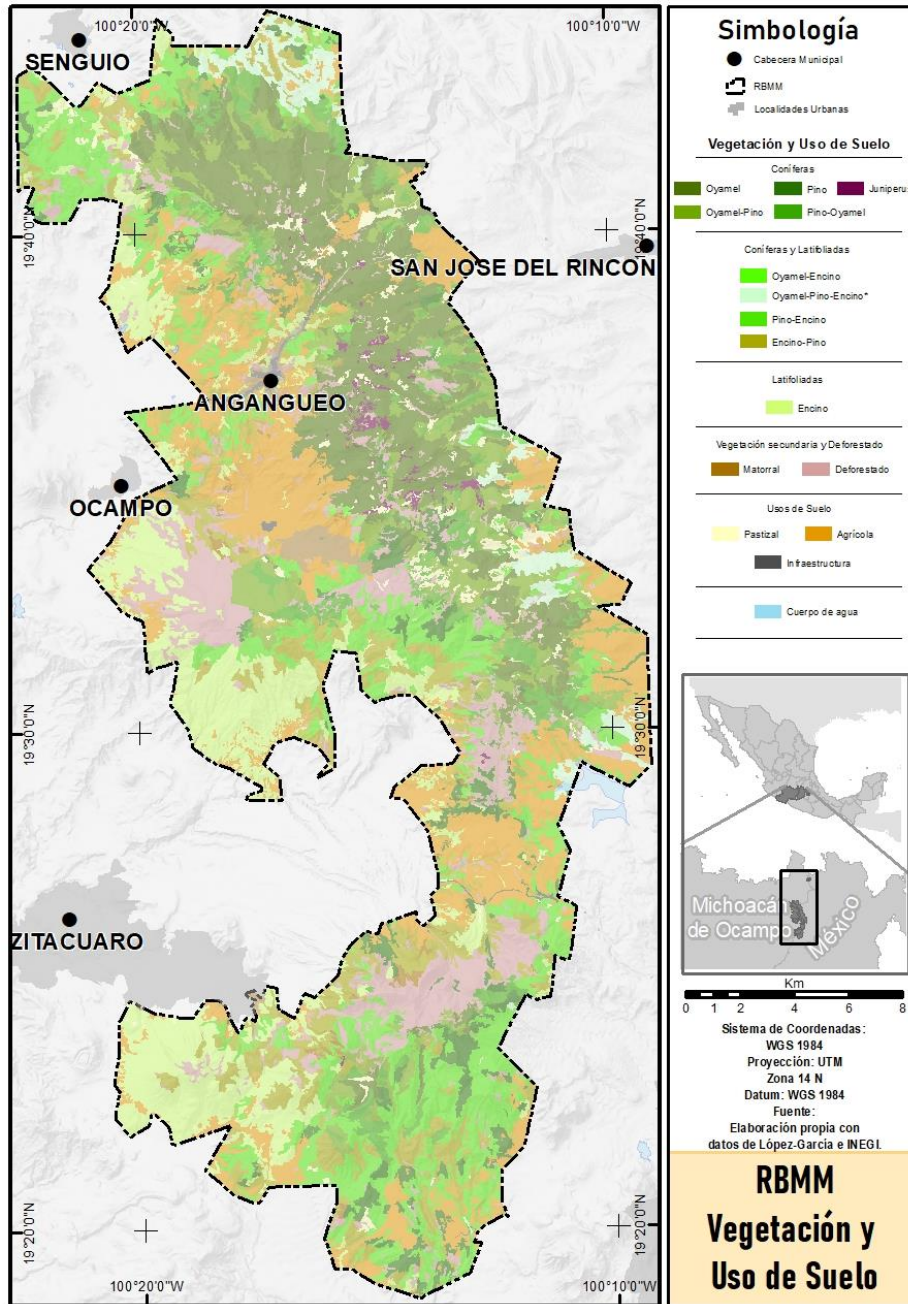 100°20'0"W
100°10'0"W
SENGUIO
19°40'0"N
19°40'0"N
SAN JOSE DEL RINCON
ANGANGUEO
OCAMPO
19°30'0"N
19°30'0"N
ZITACUARO
19°20'0"N
19°20'0"N
100°20'0"W
100°10'0"W
Simbología
Cabecera Municipal
RBMM
Localidades Urbanas
Vegetación y Uso de Suelo
Coníferas
Oyamel Pino Juniperus
Oyamel-Pino Pino-Oyamel
Coníferas y Latifoliadas
Oyamel-Encino
Oyamel-Pino-Encino*
Pino-Encino
Encino-Pino
Latifoliadas
Encino
Vegetación secundaria y Deforestado
Matorral Deforestado
Usos de Suelo
Pastizal Agrícola
Infraestructura
Cuerpo de agua
Michoacán
de Ocampo
México
Km
0 1 2 4 6 8
Sistema de Coordenadas:
WGS 1984
Proyección: UTM
Zona 14 N
Datum: WGS 1984
Fuente:
Elaboración propia con
datos de López-García e INEGI.
RBMM
Vegetación y
Uso de Suelo